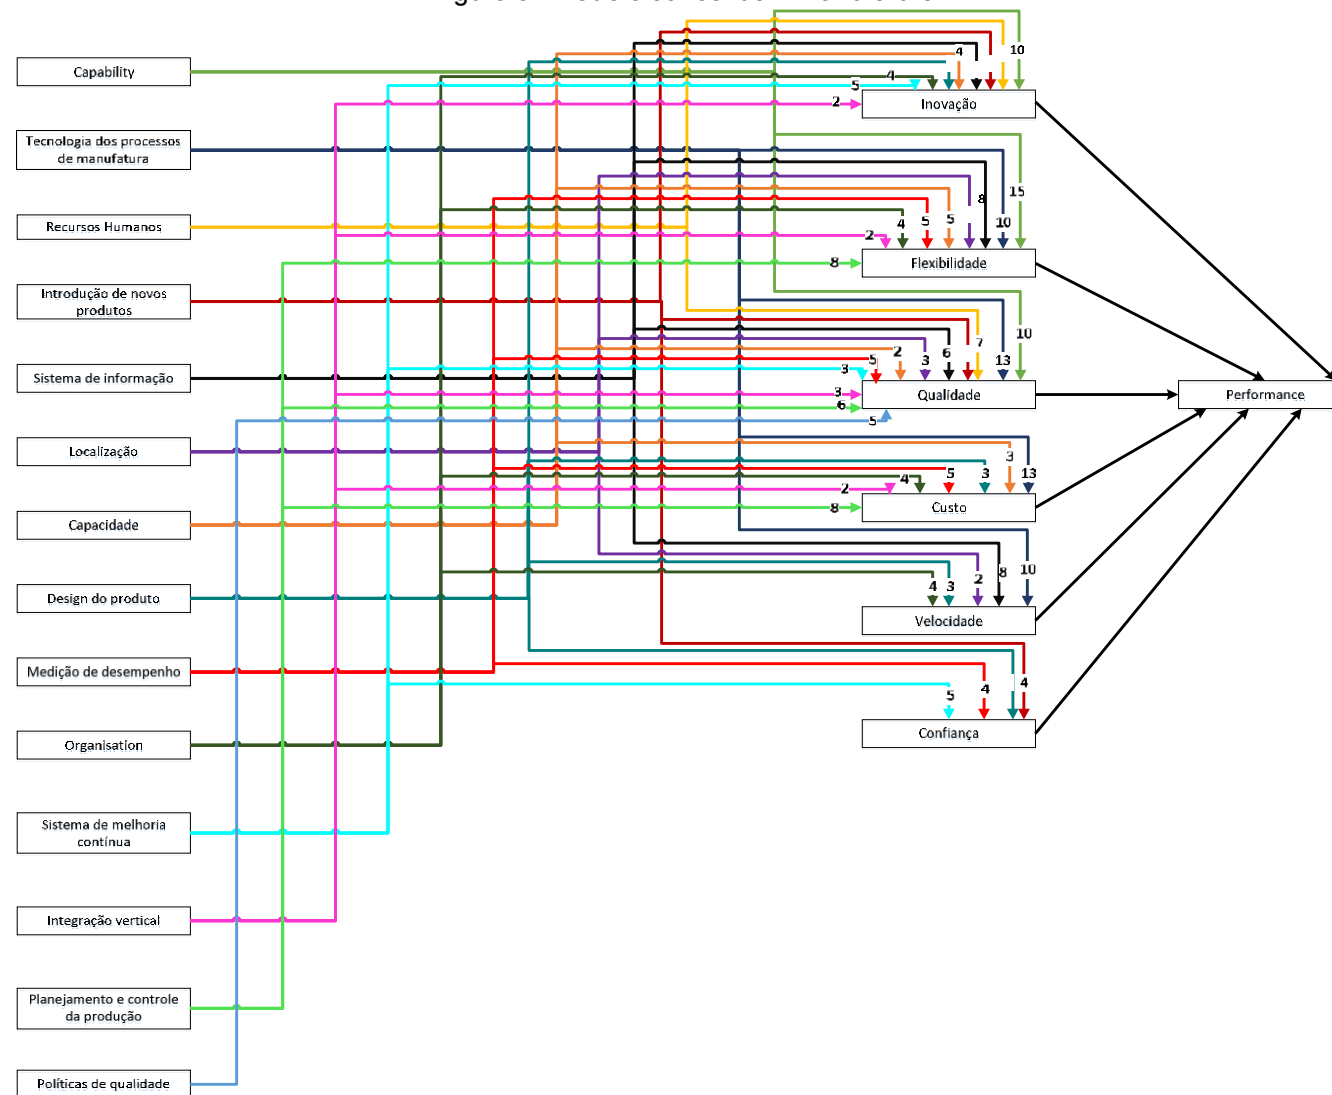 Capability
Tecnologia dos processos
de manufatura
Recursos Humanos
Introdução de novos
produtos
Sistema de informação
Localização
Capacidade
Design do produto
Medição de desempenho
Organisation
Sistema de melhoria
contínua
Integração vertical
Planejamento e controle
da produção
Políticas de qualidade
4
10
4
5
2
Inovação
15
8
5
5
4
10
2
8
Flexibilidade
10
7
6
2
3
5
13
3
3
6
5
Qualidade
3
4
5
3
13
2
8
Custo
4
3
2
8
10
Velocidade
5
4
4
Confiança
Performance